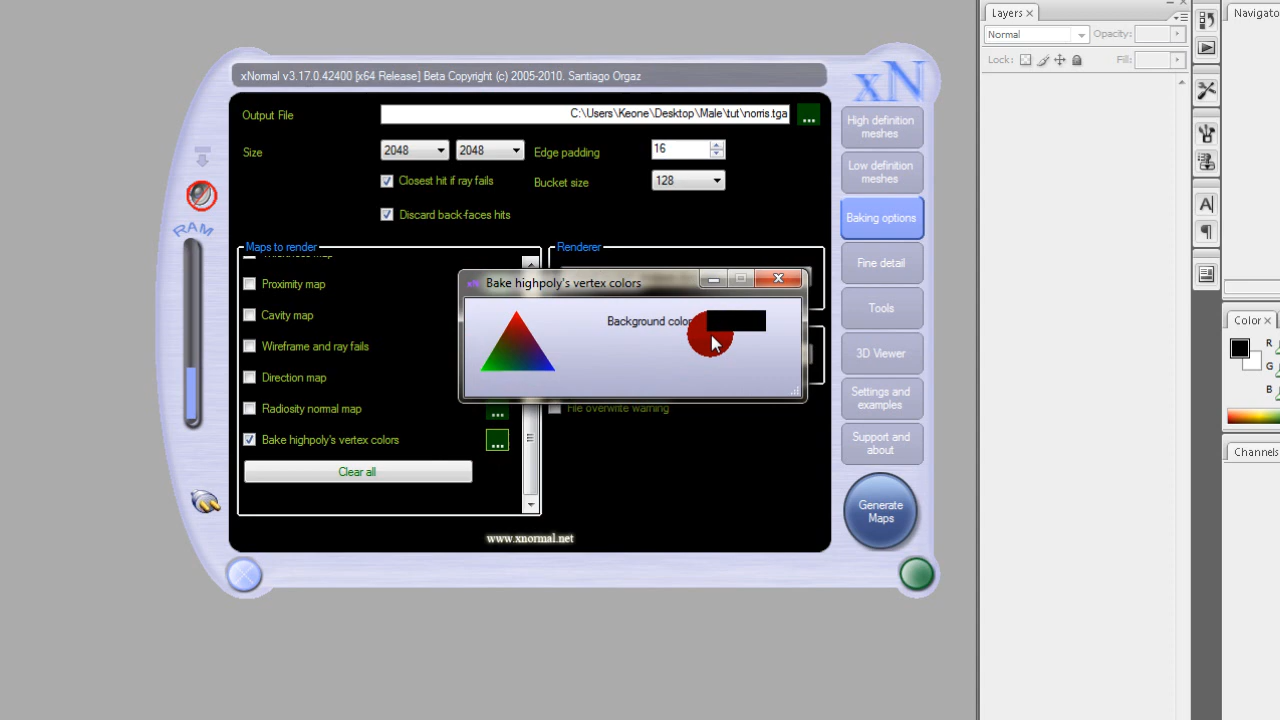 xNormal v3.17.0.42400 [x64 Release] Beta Copyright (c) 2005-2010. Santiago Orgaz
xN
Output File
C:\Users\Keone\Desktop\Male\tut\norris.tga
...
Size
2048
2048
Edge padding
16
Closest hit if ray fails
Bucket size
128
Discard back-faces hits
RAM
Maps to render
Renderer
Thickness map
Proximity map
Cavity map
Wireframe and ray fails
Direction map
Radiosity normal map
...
Bake highpoly's vertex colors
...
Clear all
File overwrite warning
www.xnormal.net
Bake highpoly's vertex colors
Background color
High definition
meshes
Low definition
meshes
Baking options
Fine detail
Tools
3D Viewer
Settings and
examples
Support and
about
Generate
Maps
Layers
Normal
Opacity:
Lock:
Fill:
Navigato
Color
R
G
B
Channels